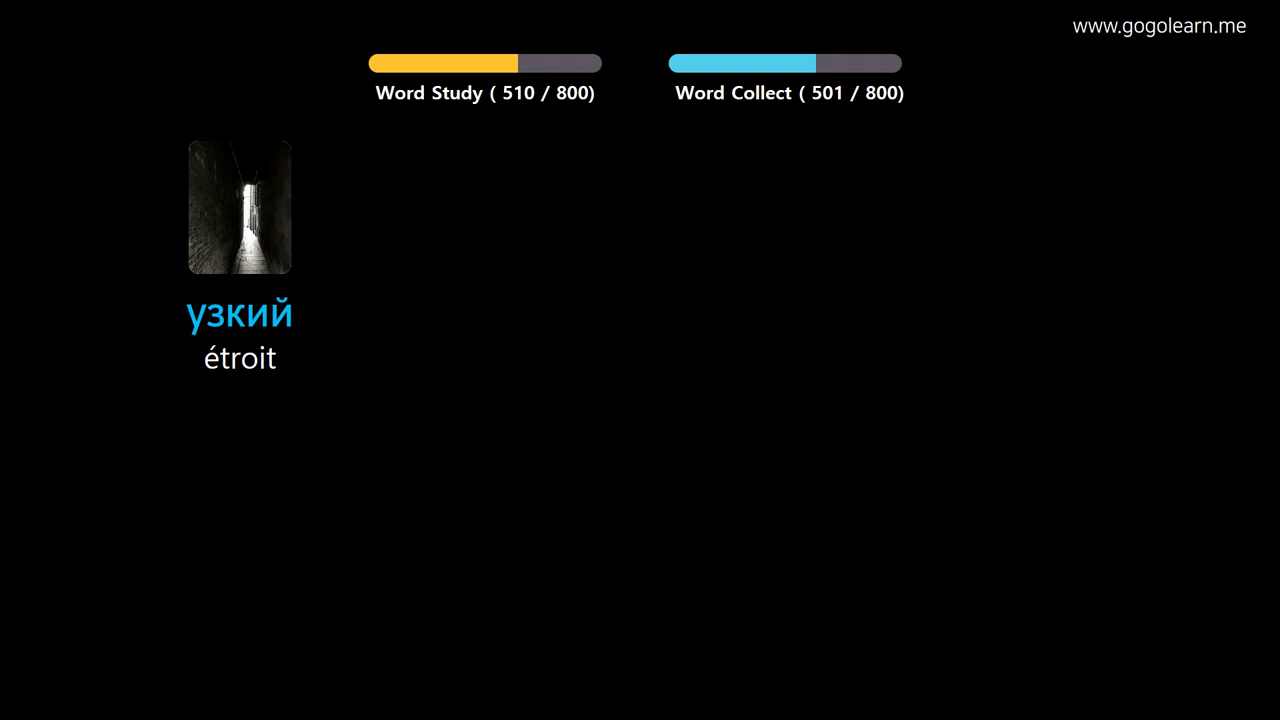 www.gogolearn.me
Word Study ( 510 / 800)
Word Collect ( 501 / 800)
узкий
étroit